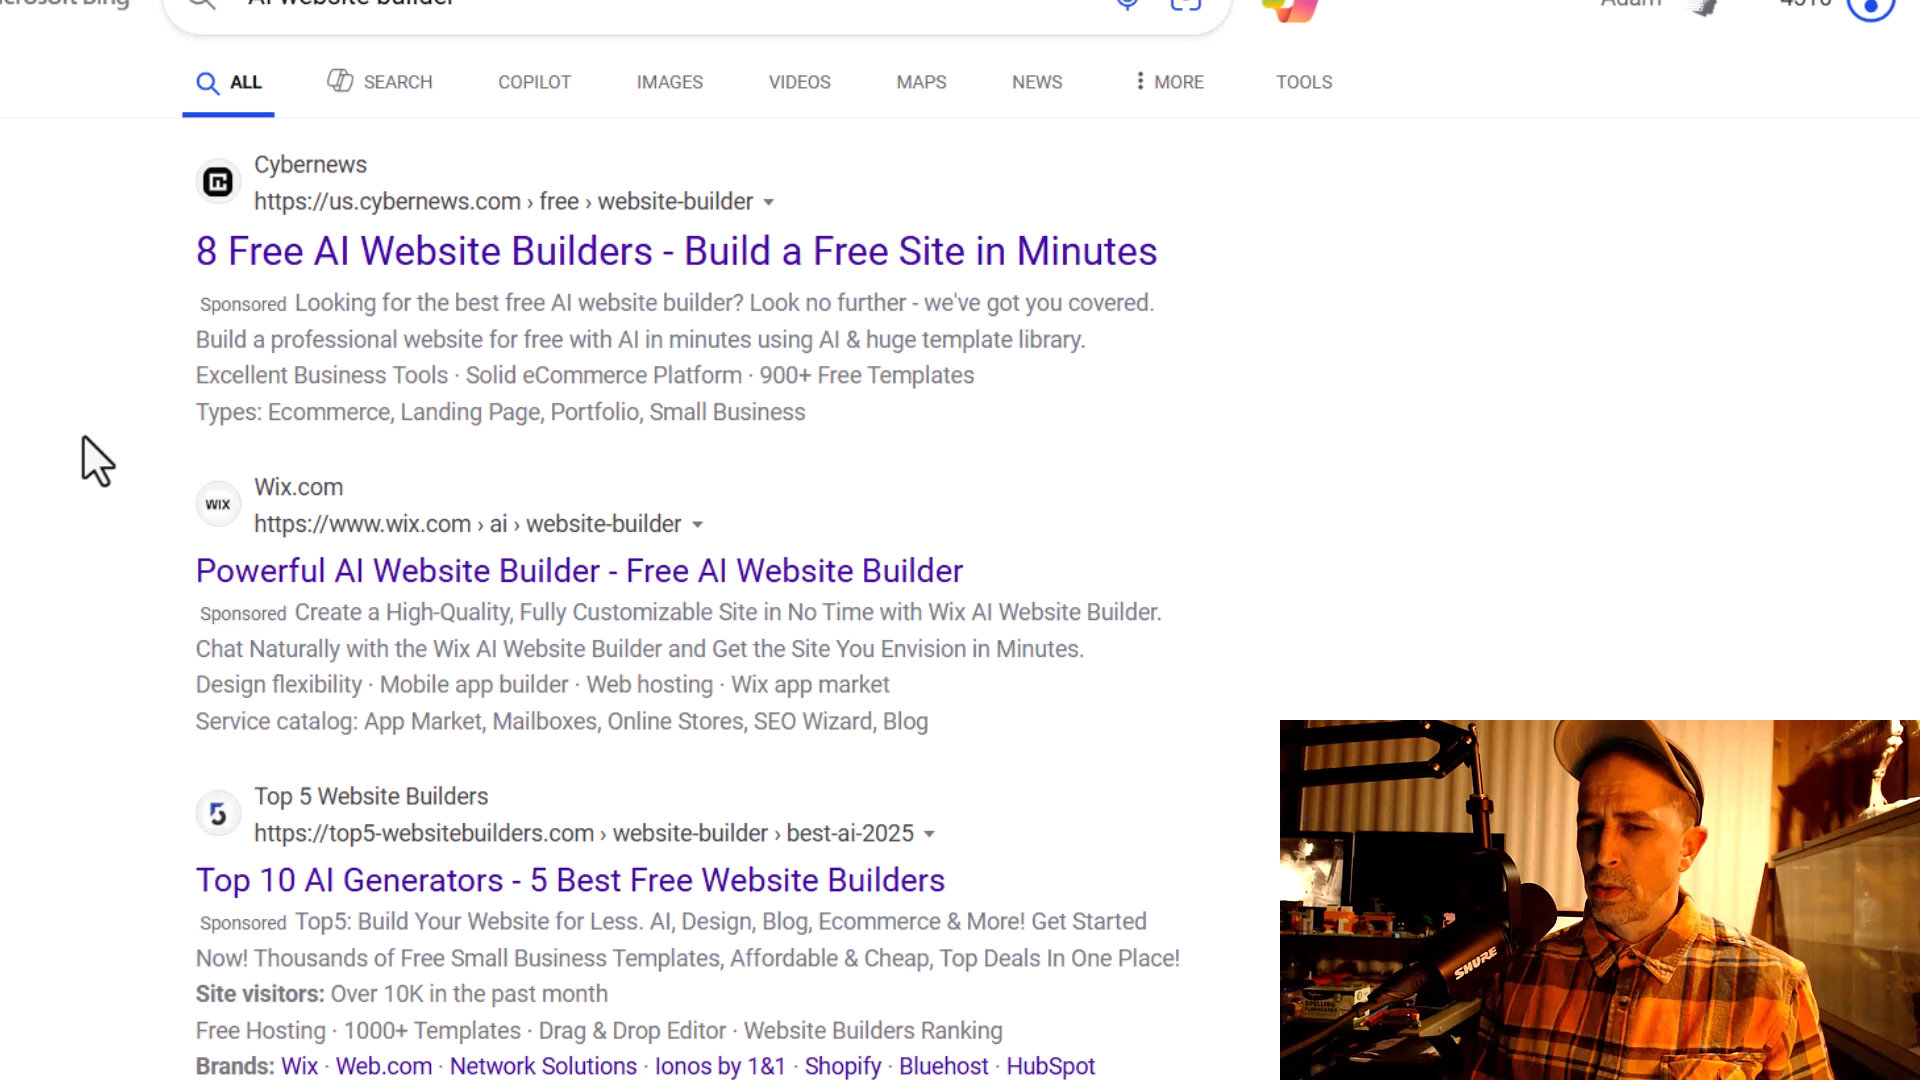 Microsoft Bing
AI website builder
Adam
4516
ALL
SEARCH
COPILOT
IMAGES
VIDEOS
MAPS
NEWS
MORE
TOOLS
Cybernews
https://us.cybernews.com › free › website-builder
8 Free AI Website Builders - Build a Free Site in Minutes
Sponsored Looking for the best free AI website builder? Look no further - we've got you covered.
Build a professional website for free with AI in minutes using AI & huge template library.
Excellent Business Tools · Solid eCommerce Platform · 900+ Free Templates
Types: Ecommerce, Landing Page, Portfolio, Small Business
WIX
Wix.com
https://www.wix.com › ai › website-builder
Powerful AI Website Builder - Free AI Website Builder
Sponsored Create a High-Quality, Fully Customizable Site in No Time with Wix AI Website Builder.
Chat Naturally with the Wix AI Website Builder and Get the Site You Envision in Minutes.
Design flexibility · Mobile app builder · Web hosting · Wix app market
Service catalog: App Market, Mailboxes, Online Stores, SEO Wizard, Blog
5
Top 5 Website Builders
https://top5-websitebuilders.com › website-builder › best-ai-2025
Top 10 AI Generators - 5 Best Free Website Builders
Sponsored Top5: Build Your Website for Less. AI, Design, Blog, Ecommerce & More! Get Started
Now! Thousands of Free Small Business Templates, Affordable & Cheap, Top Deals In One Place!
Site visitors: Over 10K in the past month
Free Hosting · 1000+ Templates · Drag & Drop Editor · Website Builders Ranking
Brands: Wix · Web.com · Network Solutions · Ionos by 1&1 · Shopify · Bluehost · HubSpot
SHURE